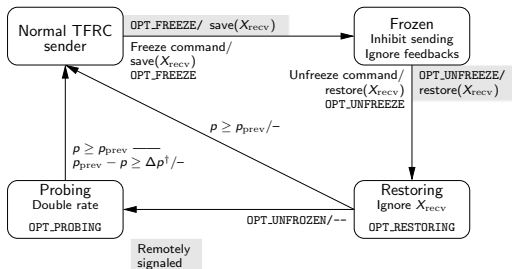 Normal TFRC
sender
OPT_FREEZE/ save(X_recv)
Freeze command/
save(X_recv)
OPT_FREEZE
Frozen
Inhibit sending
Ignore feedbacks
Unfreeze command/
restore(X_recv)
OPT_UNFREEZE
OPT_UNFREEZE/
restore(X_recv)
p ≥ p_prev/–
p ≥ p_prev ——
p_prev − p ≥ Δp†/–
Probing
Double rate
OPT_PROBING
OPT_UNFROZEN/--
Restoring
Ignore X_recv
OPT_RESTORING
Remotely
signaled